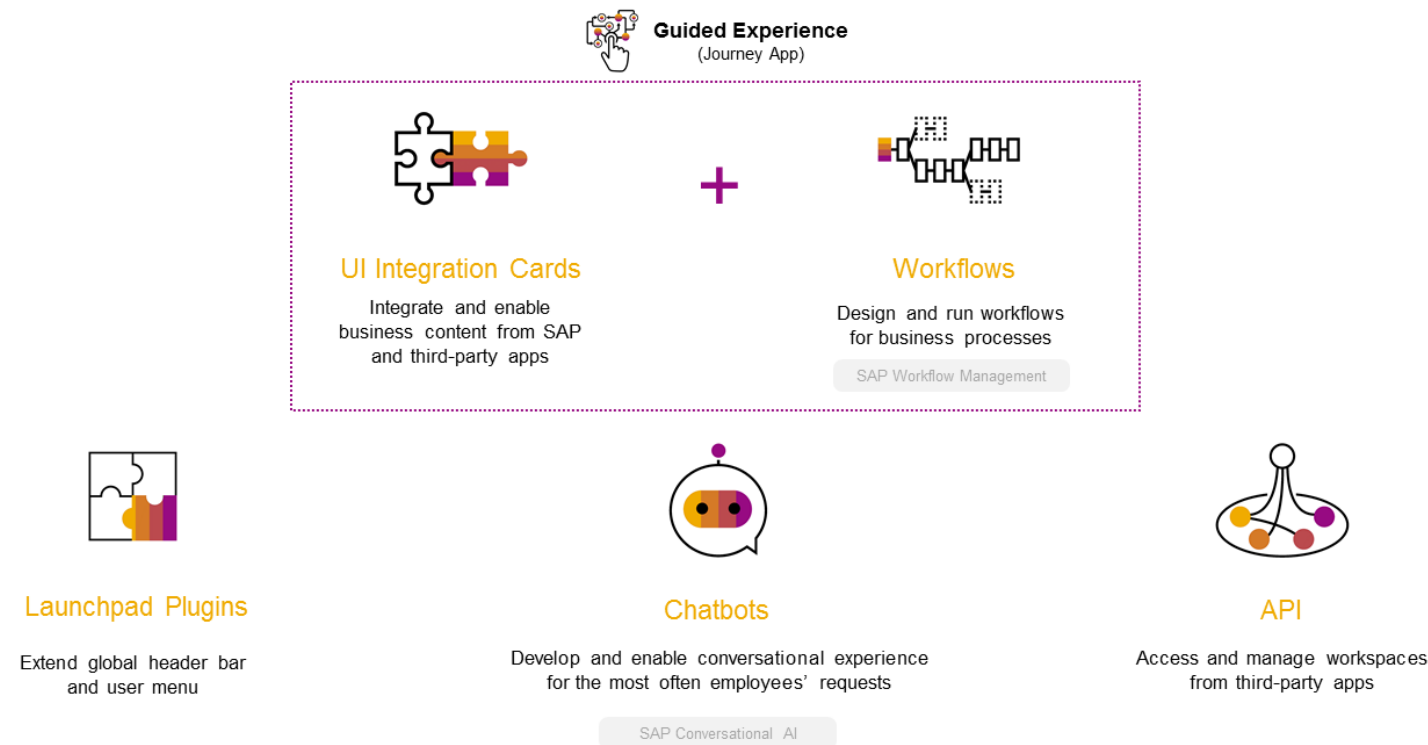 Guided Experience
(Journey App)
UI Integration Cards
Integrate and enable
business content from SAP
and third-party apps
Workflows
Design and run workflows
for business processes
SAP Workflow Management
Launchpad Plugins
Extend global header bar
and user menu
Chatbots
Develop and enable conversational experience
for the most often employees' requests
SAP Conversational AI
API
Access and manage workspaces
from third-party apps